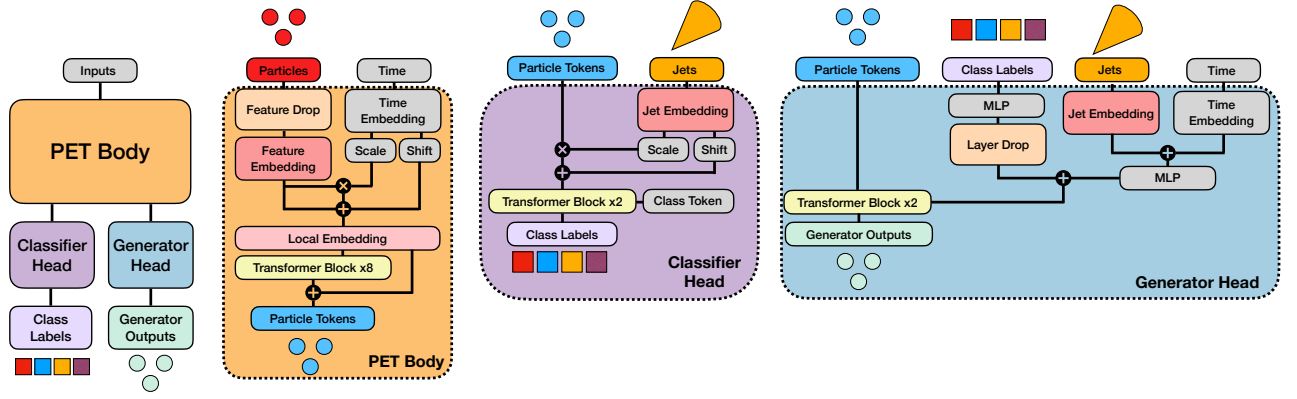 Inputs
PET Body
Classifier
Head
Generator
Head
Class
Labels
Generator
Outputs
Particles
Time
Feature Drop
Time
Embedding
Feature
Embedding
Scale
Shift
Local Embedding
Transformer Block x8
Particle Tokens
PET Body
Particle Tokens
Jets
Jet Embedding
Scale
Shift
Transformer Block x2
Class Token
Class Labels
Classifier
Head
Particle Tokens
Class Labels
Jets
Time
MLP
Jet Embedding
Time
Embedding
Layer Drop
MLP
Transformer Block x2
Generator Outputs
Generator Head